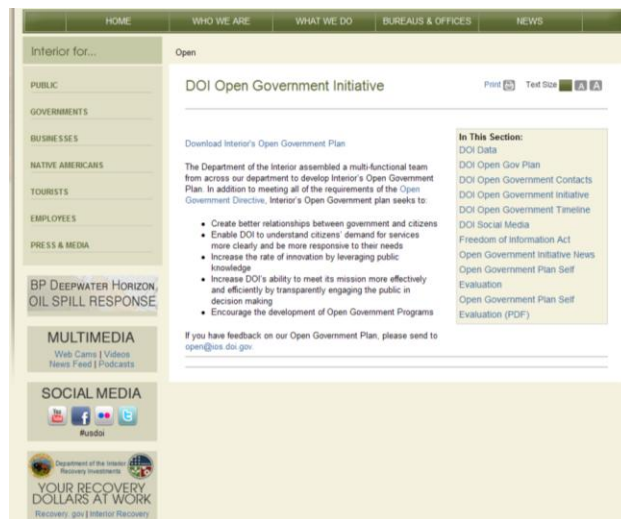 HOME
WHO WE ARE
WHAT WE DO
BUREAUS & OFFICES
NEWS
Interior for...
PUBLIC
GOVERNMENTS
BUSINESSES
NATIVE AMERICANS
TOURISTS
EMPLOYEES
PRESS & MEDIA
BP DEEPWATER HORIZON
OIL SPILL RESPONSE
MULTIMEDIA
Web Cams | Videos
News Feed | Podcasts
SOCIAL MEDIA
You Tube
#usdoi
Department of the Interior
Recovery Investments
YOUR RECOVERY
DOLLARS AT WORK
Recovery.gov | Interior Recovery
Open
DOI Open Government Initiative
Print Text Size A A
Download Interior's Open Government Plan
The Department of the Interior assembled a multi-functional team
from across our department to develop Interior's Open Government
Plan. In addition to meeting all of the requirements of the Open
Government Directive, Interior's Open Government plan seeks to:
• Create better relationships between government and citizens
• Enable DOI to understand citizens' demand for services
more clearly and be more responsive to their needs
• Increase the rate of innovation by leveraging public
knowledge
• Increase DOI's ability to meet its mission more effectively
and efficiently by transparently engaging the public in
decision making
• Encourage the development of Open Government Programs
If you have feedback on our Open Government Plan, please send to
open@ios.doi.gov
In This Section:
DOI Data
DOI Open Gov Plan
DOI Open Government Contacts
DOI Open Government Initiative
DOI Open Government Timeline
DOI Social Media
Freedom of Information Act
Open Government Initiative News
Open Government Plan Self
Evaluation
Open Government Plan Self
Evaluation (PDF)